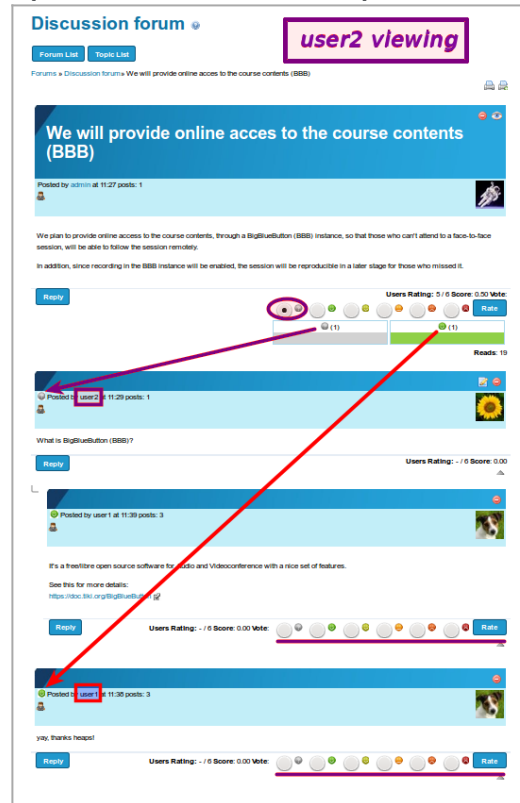 Discussion forum
user2 viewing
Forum List Topic List
Forums » Discussion forum» We will provide online acces to the course contents (BBB)
We will provide online acces to the course contents
(BBB)
Posted by admin at 11:27 posts: 1
We plan to provide online access to the course contents, through a BigBlueButton (BBB) instance, so that those who can't attend to a face-to-face
session, will be able to follow the session remotely.
In addition, since recording in the BBB instance will be enabled, the session will be reproducible in a later stage for those who missed it.
Reply
Users Rating: 5 / 6 Score: 0.50 Vote:
Rate
(1) (1)
Reads: 19
Posted by user2 at 11:29 posts: 1
What is BigBlueButton (BBB)?
Reply
Users Rating: - / 6 Score: 0.00
Posted by user1 at 11:39 posts: 3
It's a free/libre open source software for Audio and Videoconference with a nice set of features.
See this for more details:
https://doc.tiki.org/BigBlueButton
Reply Users Rating: - / 6 Score: 0.00 Vote: Rate
Posted by user1 at 11:38 posts: 3
yay, thanks heaps!
Reply Users Rating: - / 6 Score: 0.00 Vote: Rate